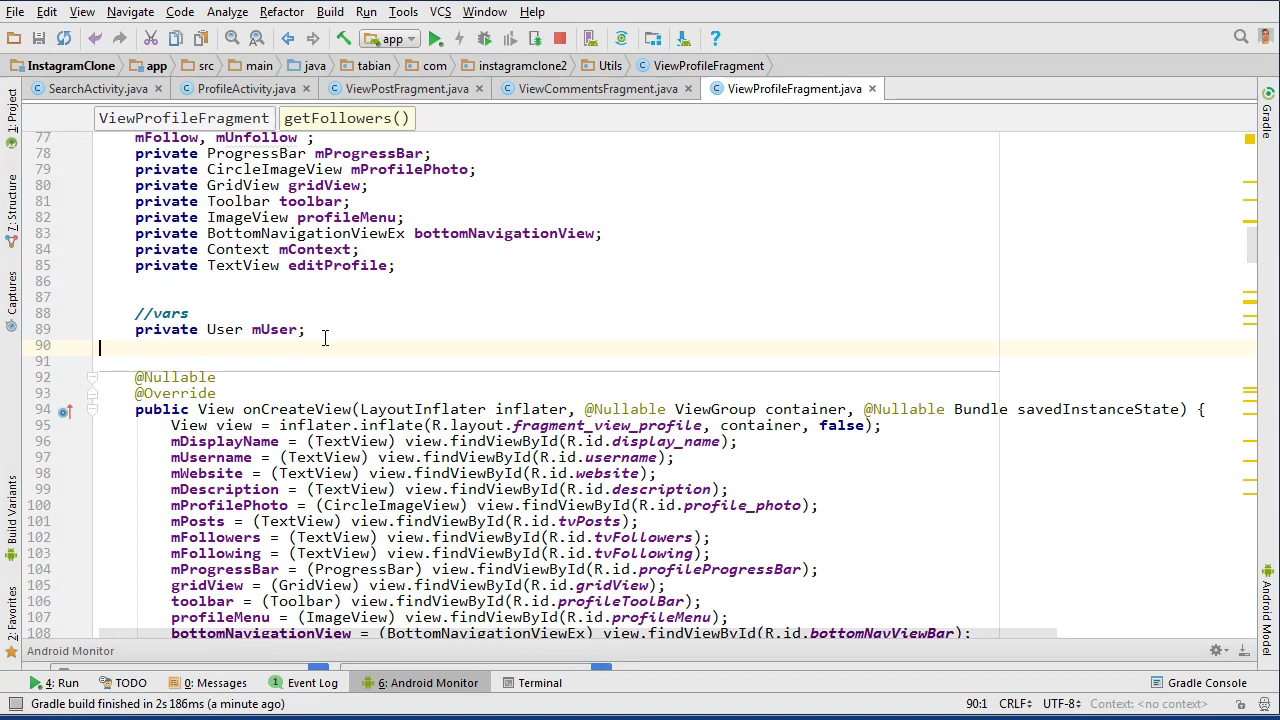 File Edit View Navigate Code Analyze Refactor Build Run Tools VCS Window Help
app
InstagramClone app src main java tabian com instagramclone2 Utils ViewProfileFragment
SearchActivity.java ProfileActivity.java ViewPostFragment.java ViewCommentsFragment.java ViewProfileFragment.java
ViewProfileFragment getFollowers()
77 mFollow, mUnfollow ;
78 private ProgressBar mProgressBar;
79 private CircleImageView mProfilePhoto;
80 private GridView gridView;
81 private Toolbar toolbar;
82 private ImageView profileMenu;
83 private BottomNavigationViewEx bottomNavigationView;
84 private Context mContext;
85 private TextView editProfile;
86
87
88 //vars
89 private User mUser;
90
91
92 @Nullable
93 @Override
94 public View onCreateView(LayoutInflater inflater, @Nullable ViewGroup container, @Nullable Bundle savedInstanceState) {
95 View view = inflater.inflate(R.layout.fragment_view_profile, container, false);
96 mDisplayName = (TextView) view.findViewById(R.id.display_name);
97 mUsername = (TextView) view.findViewById(R.id.username);
98 mWebsite = (TextView) view.findViewById(R.id.website);
99 mDescription = (TextView) view.findViewById(R.id.description);
100 mProfilePhoto = (CircleImageView) view.findViewById(R.id.profile_photo);
101 mPosts = (TextView) view.findViewById(R.id.tvPosts);
102 mFollowers = (TextView) view.findViewById(R.id.tvFollowers);
103 mFollowing = (TextView) view.findViewById(R.id.tvFollowing);
104 mProgressBar = (ProgressBar) view.findViewById(R.id.profileProgressBar);
105 gridView = (GridView) view.findViewById(R.id.gridView);
106 toolbar = (Toolbar) view.findViewById(R.id.profileToolBar);
107 profileMenu = (ImageView) view.findViewById(R.id.profileMenu);
108 bottomNavigationView = (BottomNavigationViewEx) view.findViewById(R.id.bottomNavViewBar);
1: Project
7: Structure
Captures
Build Variants
2: Favorites
Gradle
Android Model
Android Monitor
4: Run TODO 0: Messages Event Log 6: Android Monitor Terminal Gradle Console
Gradle build finished in 2s 186ms (a minute ago) 90:1 CRLF UTF-8 Context: <no context>